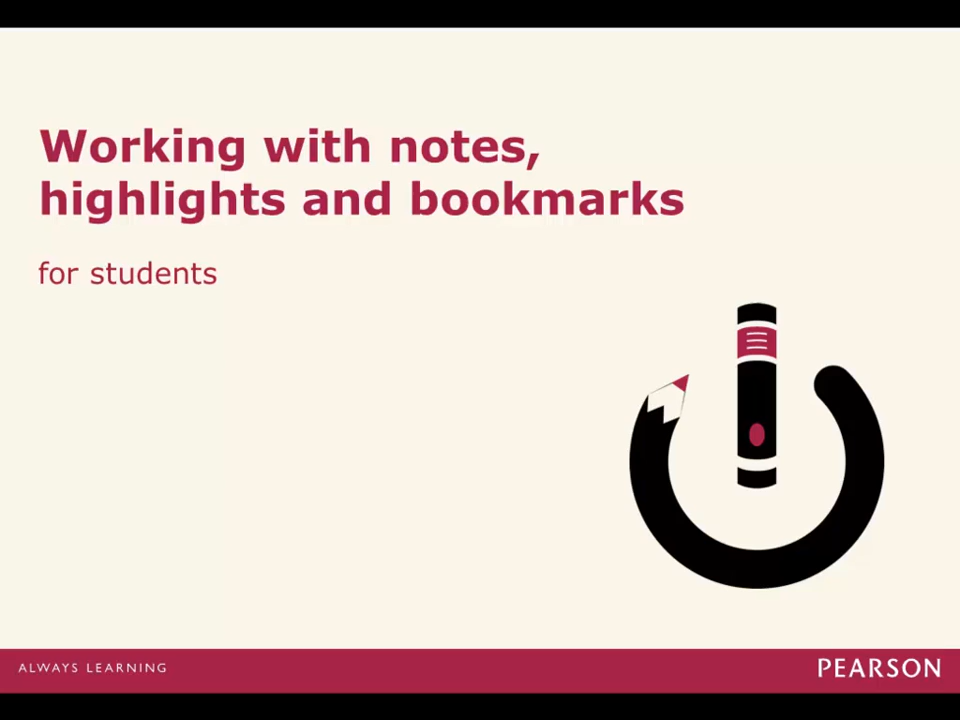 Working with notes,
highlights and bookmarks
for students
ALWAYS LEARNING
PEARSON